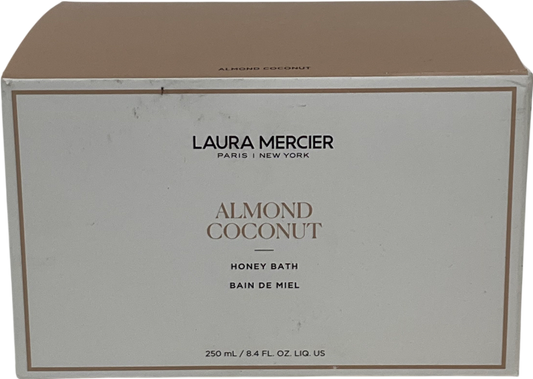 ALMOND COCONUT
LAURA MERCIER
PARIS | NEW YORK
ALMOND
COCONUT
HONEY BATH
BAIN DE MIEL
250 mL / 8.4 FL. OZ. LIQ. US